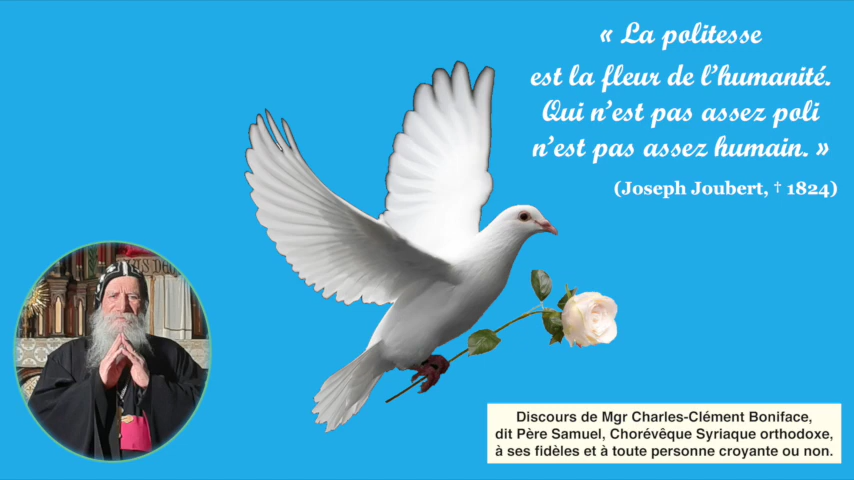 « La politesse
est la fleur de l'humanité.
Qui n'est pas assez poli
n'est pas assez humain. »
(Joseph Joubert, † 1824)
Discours de Mgr Charles-Clément Boniface,
dit Père Samuel, Chorévêque Syriaque orthodoxe,
à ses fidèles et à toute personne croyante ou non.